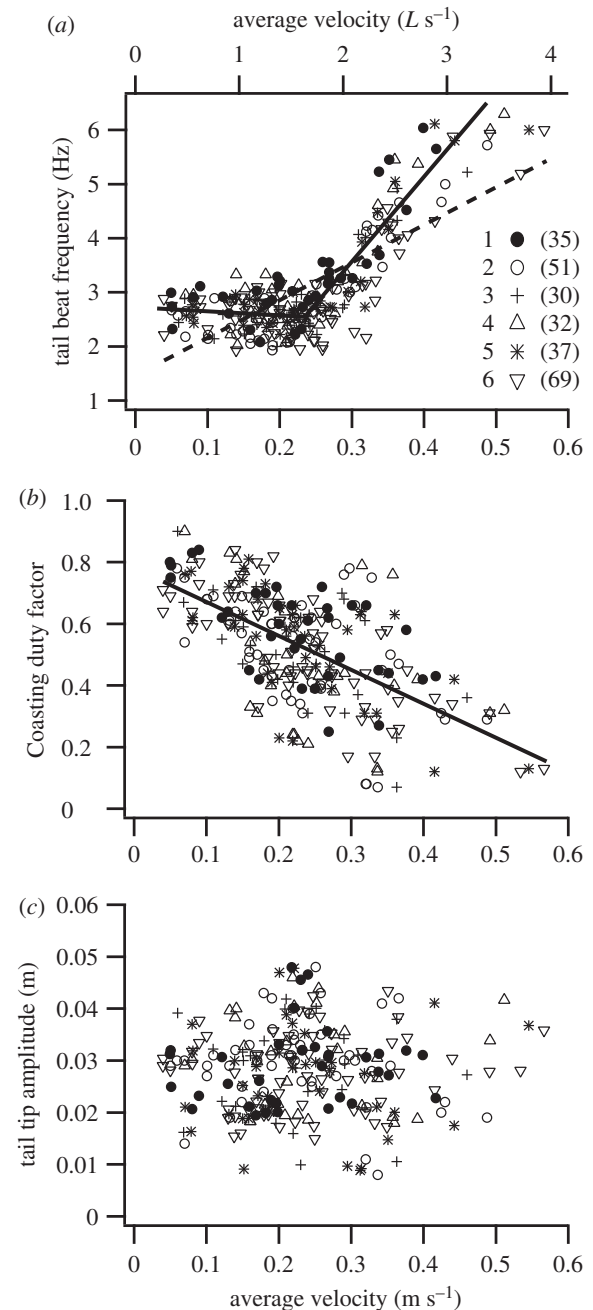 (a)
average velocity (L s⁻¹)
0 1 2 3 4
tail beat frequency (Hz)
6
5
4
3
2
1
1 ● (35)
2 ○ (51)
3 + (30)
4 △ (32)
5 ✳ (37)
6 ▽ (69)
0 0.1 0.2 0.3 0.4 0.5 0.6
(b)
Coasting duty factor
1.0
0.8
0.6
0.4
0.2
0
0 0.1 0.2 0.3 0.4 0.5 0.6
(c)
tail tip amplitude (m)
0.06
0.05
0.04
0.03
0.02
0.01
0
0 0.1 0.2 0.3 0.4 0.5 0.6
average velocity (m s⁻¹)